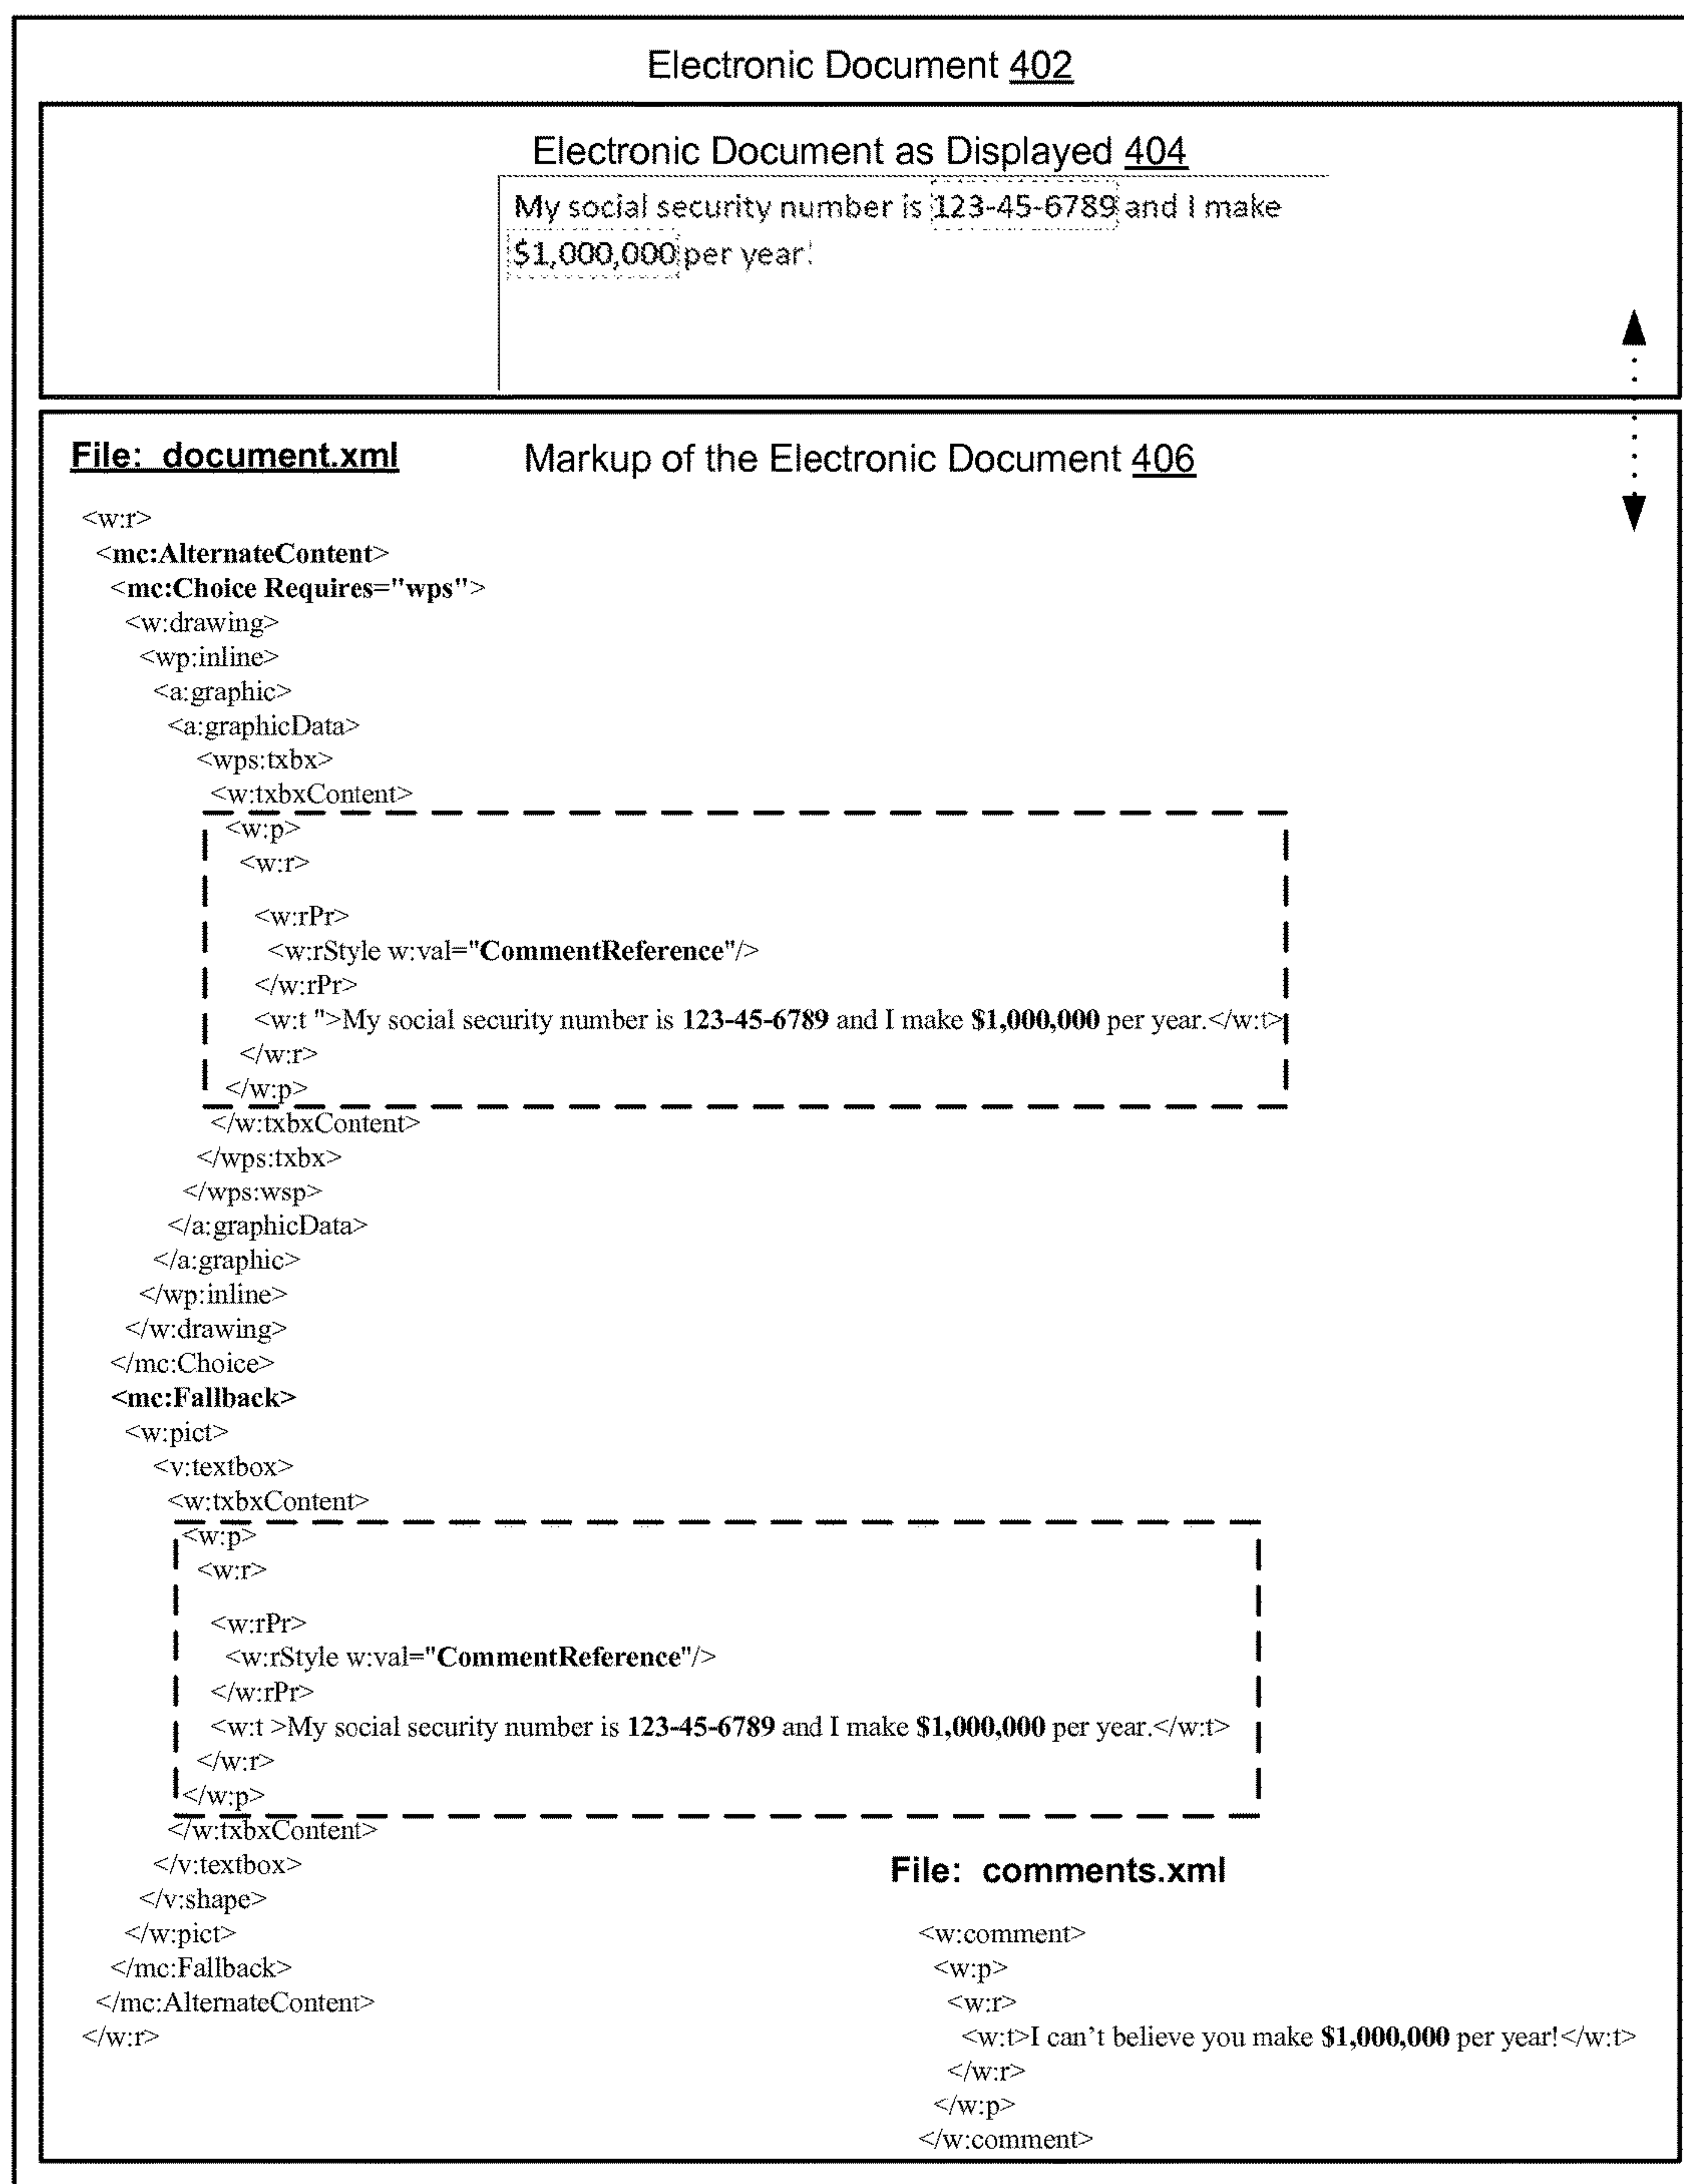 Electronic Document 402
Electronic Document as Displayed 404
My social security number is 123-45-6789 and I make
$1,000,000 per year.
File: document.xml
Markup of the Electronic Document 406
<w:r>
<mc:AlternateContent>
<mc:Choice Requires="wps">
<w:drawing>
<wp:inline>
<a:graphic>
<a:graphicData>
<wps:txbx>
<w:txbxContent>
<w:p>
<w:r>
<w:rPr>
<w:rStyle w:val="CommentReference"/>
</w:rPr>
<w:t ">My social security number is 123-45-6789 and I make $1,000,000 per year.</w:t>
</w:r>
</w:p>
</w:txbxContent>
</wps:txbx>
</wps:wsp>
</a:graphicData>
</a:graphic>
</wp:inline>
</w:drawing>
</mc:Choice>
<mc:Fallback>
<w:pict>
<v:textbox>
<w:txbxContent>
<w:p>
<w:r>
<w:rPr>
<w:rStyle w:val="CommentReference"/>
</w:rPr>
<w:t >My social security number is 123-45-6789 and I make $1,000,000 per year.</w:t>
</w:r>
</w:p>
</w:txbxContent>
</v:textbox>
</v:shape>
</w:pict>
</mc:Fallback>
</mc:AlternateContent>
</w:r>
File: comments.xml
<w:comment>
<w:p>
<w:r>
<w:t>I can't believe you make $1,000,000 per year!</w:t>
</w:r>
</w:p>
</w:comment>